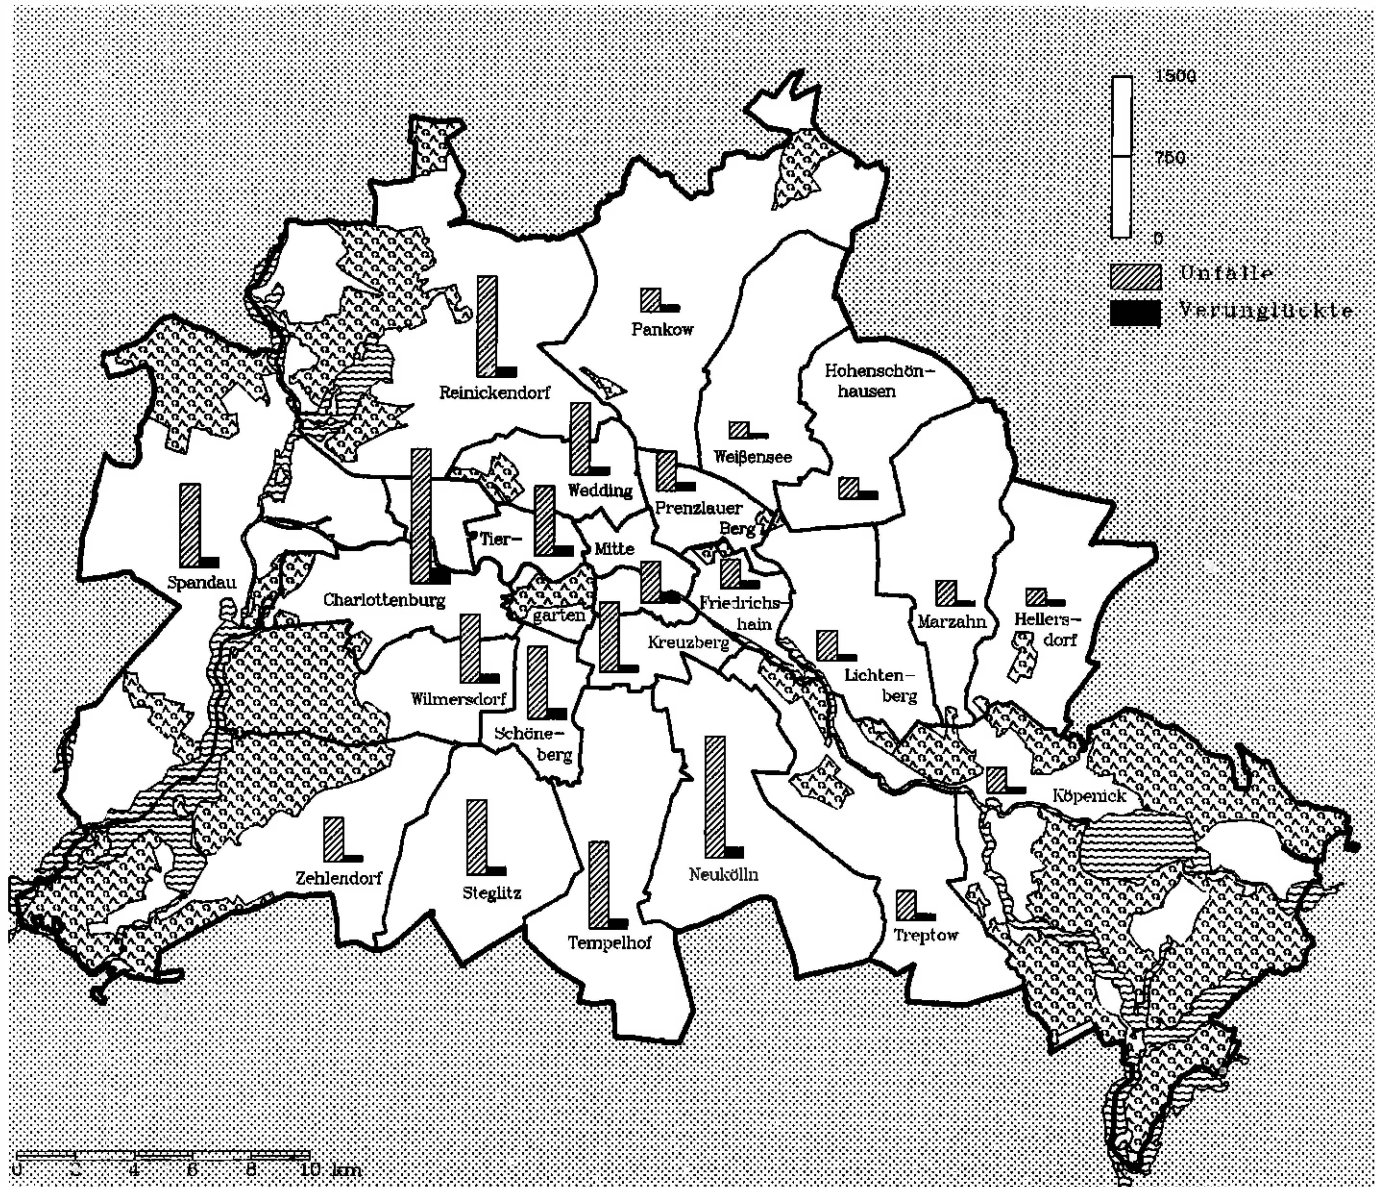 1500
750
0
Unfälle
Verunglückte
Pankow
Reinickendorf
Hohenschön-
hausen
Weißensee
Wedding
Prenzlauer
Berg
Tier-
Mitte
Spandau
Charlottenburg
garten
Friedrichs-
hain
Marzahn
Hellers-
dorf
Kreuzberg
Lichten-
berg
Wilmersdorf
Schöne-
berg
Köpenick
Zehlendorf
Steglitz
Neukölln
Tempelhof
Treptow
0 2 4 6 8 10 km